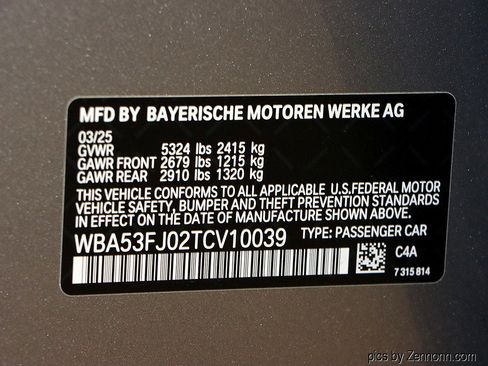 MFD BY BAYERISCHE MOTOREN WERKE AG
03/25
GVWR 5324 lbs 2415 kg
GAWR FRONT 2679 lbs 1215 kg
GAWR REAR 2910 lbs 1320 kg
THIS VEHICLE CONFORMS TO ALL APPLICABLE U.S.FEDERAL MOTOR
VEHICLE SAFETY, BUMPER AND THEFT PREVENTION STANDARDS
IN EFFECT ON THE DATE OF MANUFACTURE SHOWN ABOVE.
WBA53FJ02TCV10039 TYPE: PASSENGER CAR
C4A
7 315 814
pics by Zennonn.com